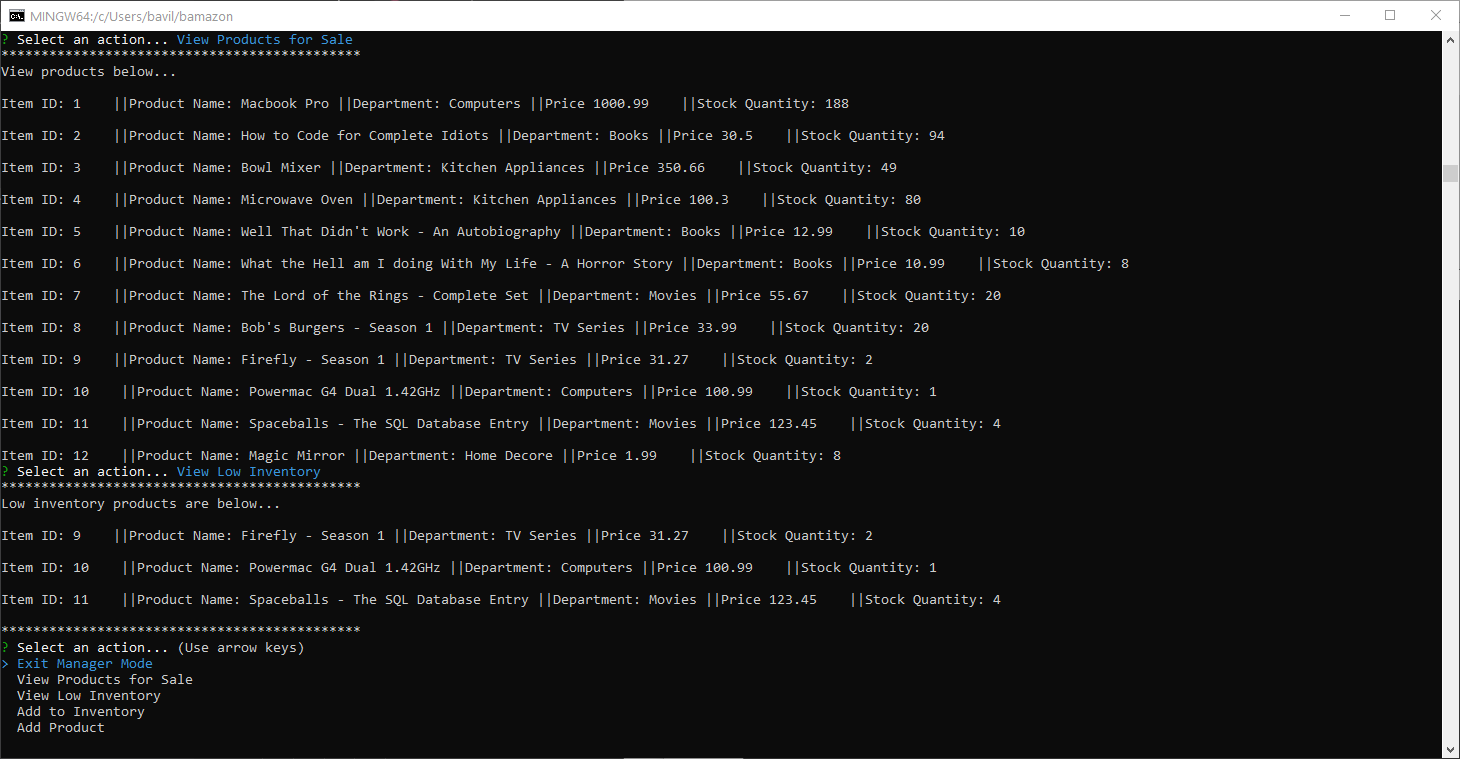 MINGW64:/c/Users/bavil/bamazon
? Select an action... View Products for Sale
*********************************************
View products below...
Item ID: 1    ||Product Name: Macbook Pro ||Department: Computers ||Price 1000.99    ||Stock Quantity: 188
Item ID: 2    ||Product Name: How to Code for Complete Idiots ||Department: Books ||Price 30.5    ||Stock Quantity: 94
Item ID: 3    ||Product Name: Bowl Mixer ||Department: Kitchen Appliances ||Price 350.66    ||Stock Quantity: 49
Item ID: 4    ||Product Name: Microwave Oven ||Department: Kitchen Appliances ||Price 100.3    ||Stock Quantity: 80
Item ID: 5    ||Product Name: Well That Didn't Work - An Autobiography ||Department: Books ||Price 12.99    ||Stock Quantity: 10
Item ID: 6    ||Product Name: What the Hell am I doing With My Life - A Horror Story ||Department: Books ||Price 10.99    ||Stock Quantity: 8
Item ID: 7    ||Product Name: The Lord of the Rings - Complete Set ||Department: Movies ||Price 55.67    ||Stock Quantity: 20
Item ID: 8    ||Product Name: Bob's Burgers - Season 1 ||Department: TV Series ||Price 33.99    ||Stock Quantity: 20
Item ID: 9    ||Product Name: Firefly - Season 1 ||Department: TV Series ||Price 31.27    ||Stock Quantity: 2
Item ID: 10    ||Product Name: Powermac G4 Dual 1.42GHz ||Department: Computers ||Price 100.99    ||Stock Quantity: 1
Item ID: 11    ||Product Name: Spaceballs - The SQL Database Entry ||Department: Movies ||Price 123.45    ||Stock Quantity: 4
Item ID: 12    ||Product Name: Magic Mirror ||Department: Home Decore ||Price 1.99    ||Stock Quantity: 8
? Select an action... View Low Inventory
*********************************************
Low inventory products are below...
Item ID: 9    ||Product Name: Firefly - Season 1 ||Department: TV Series ||Price 31.27    ||Stock Quantity: 2
Item ID: 10    ||Product Name: Powermac G4 Dual 1.42GHz ||Department: Computers ||Price 100.99    ||Stock Quantity: 1
Item ID: 11    ||Product Name: Spaceballs - The SQL Database Entry ||Department: Movies ||Price 123.45    ||Stock Quantity: 4
*********************************************
? Select an action... (Use arrow keys)
> Exit Manager Mode
  View Products for Sale
  View Low Inventory
  Add to Inventory
  Add Product